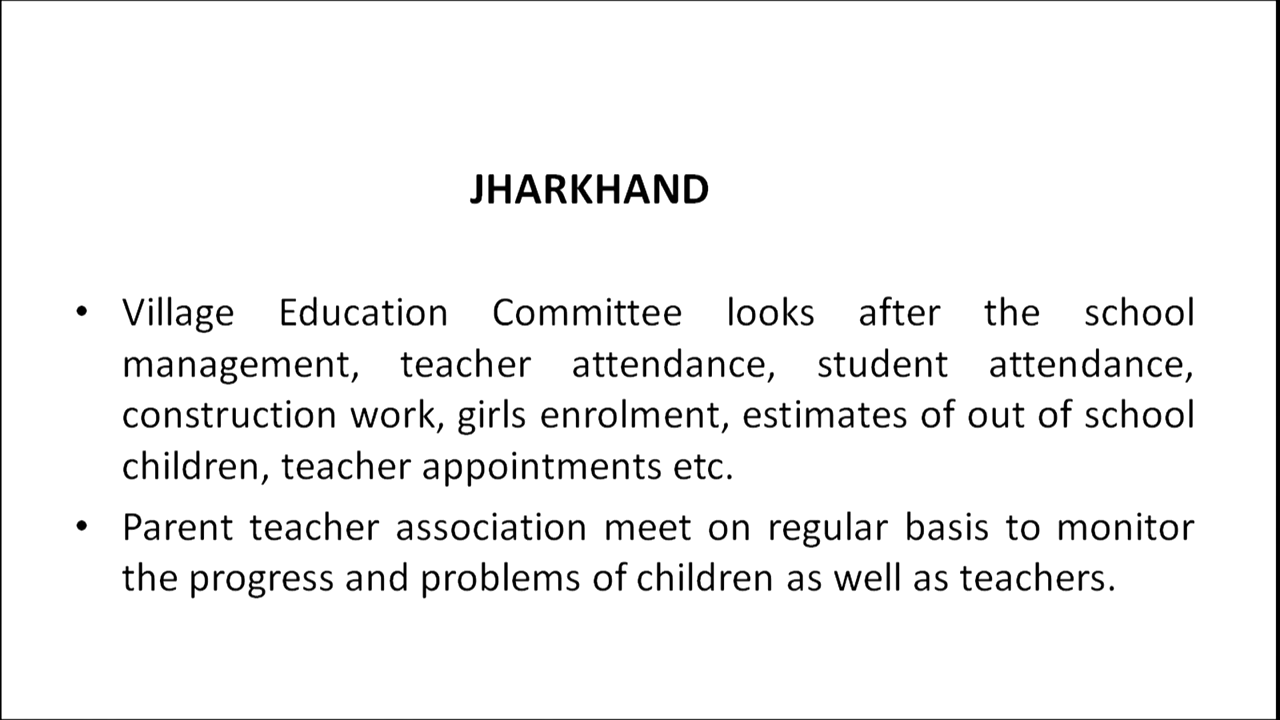 JHARKHAND
• Village Education Committee looks after the school
management, teacher attendance, student attendance,
construction work, girls enrolment, estimates of out of school
children, teacher appointments etc.
• Parent teacher association meet on regular basis to monitor
the progress and problems of children as well as teachers.